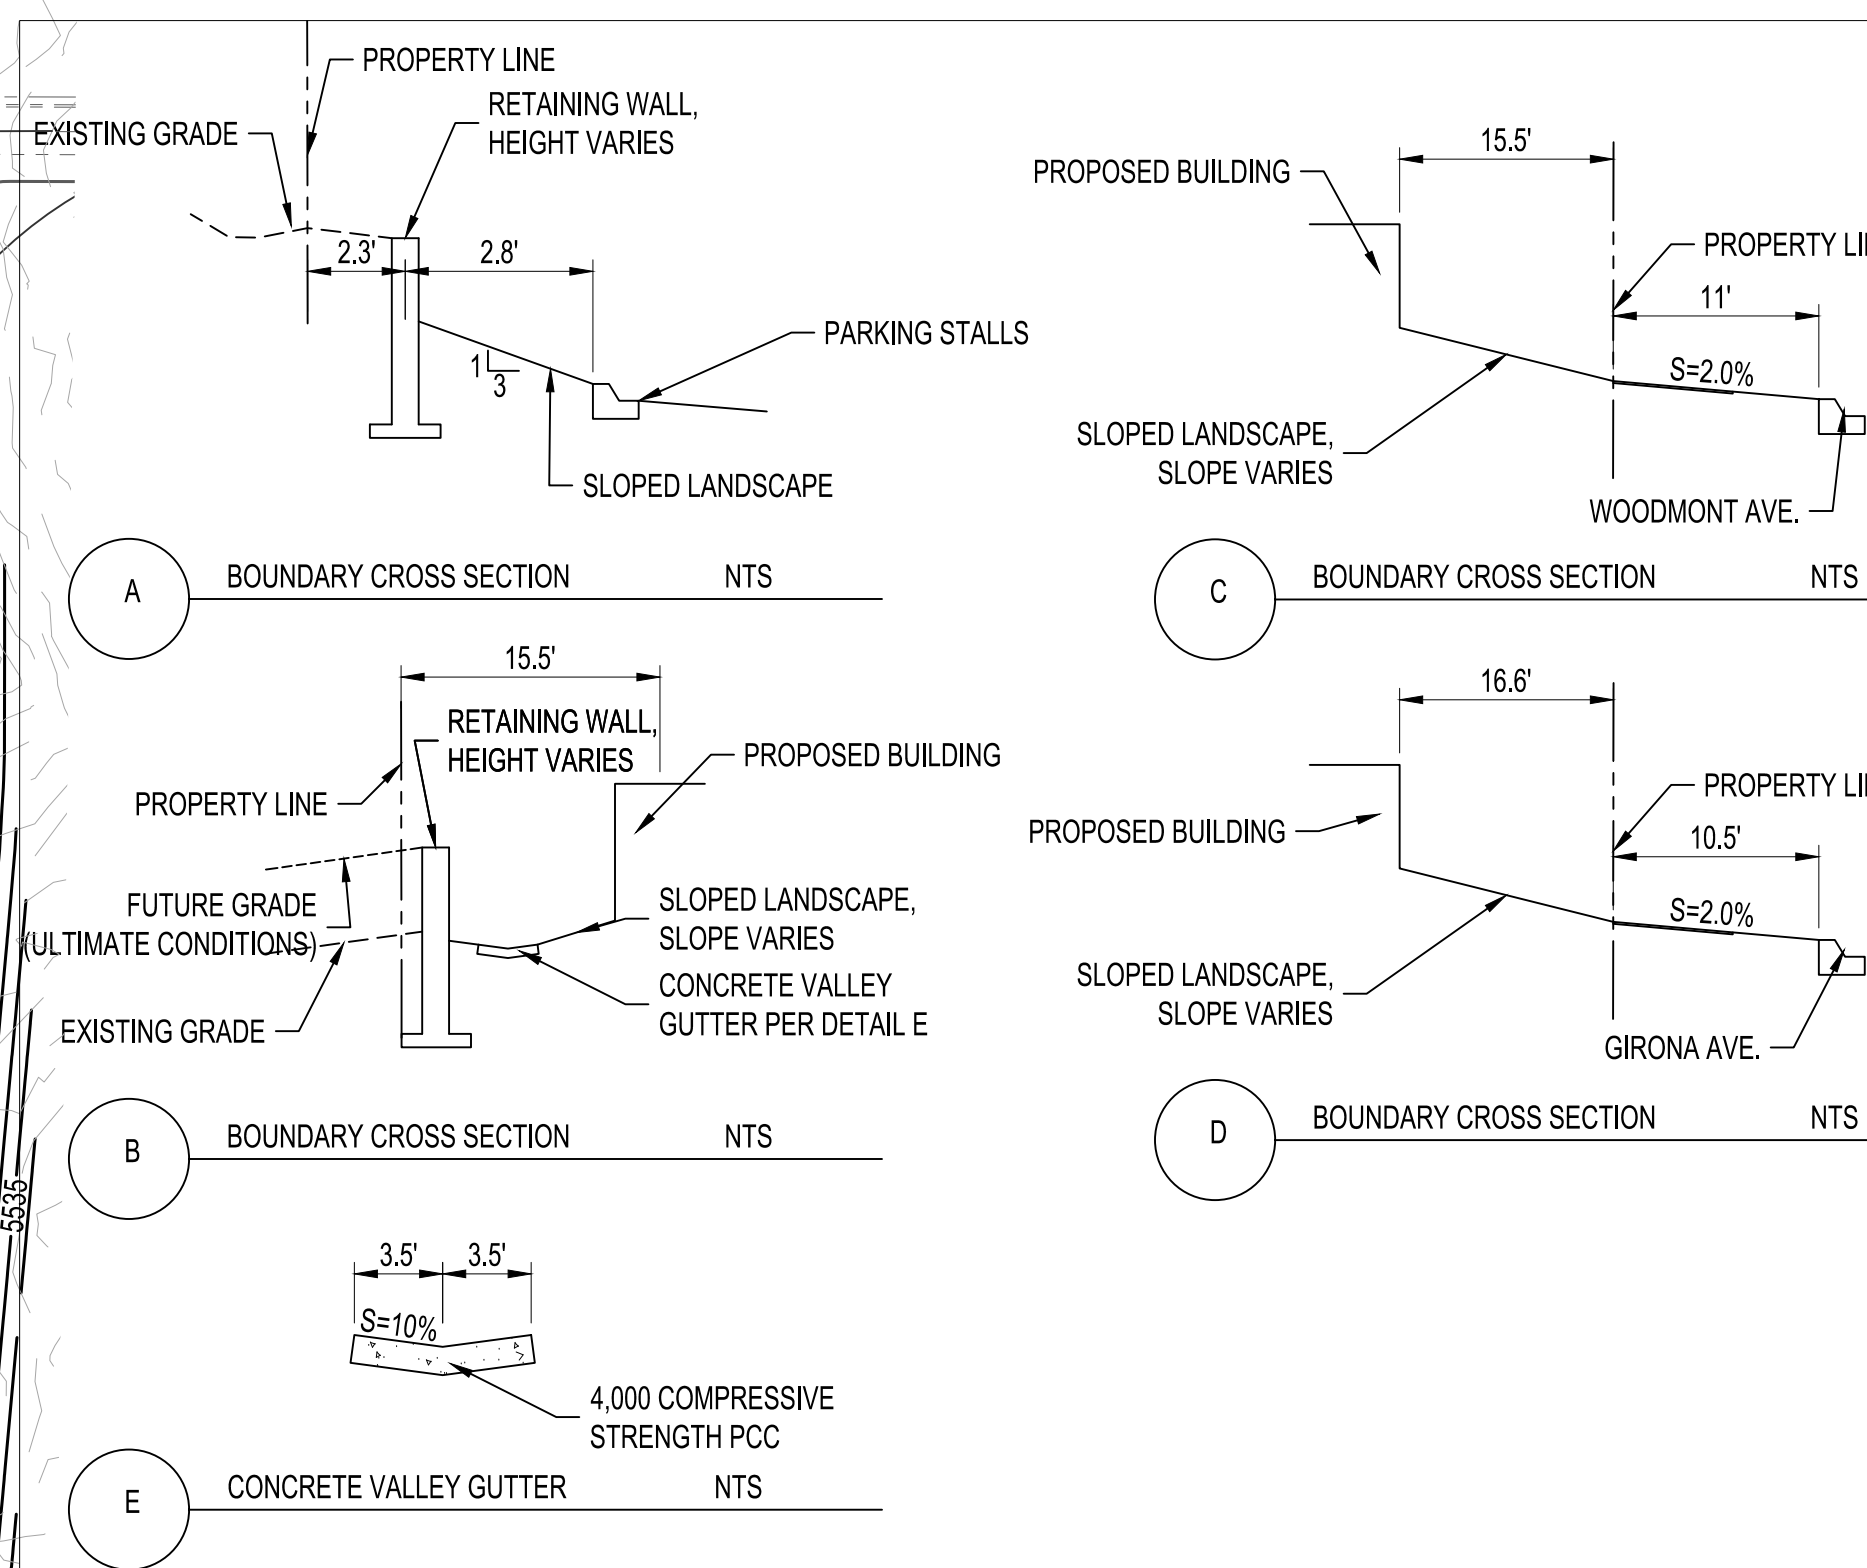 PROPERTY LINE
RETAINING WALL,
HEIGHT VARIES
EXISTING GRADE
2.3'
2.8'
PARKING STALLS
1
3
SLOPED LANDSCAPE
A
BOUNDARY CROSS SECTION
NTS
15.5'
PROPOSED BUILDING
PROPERTY LI
11'
S=2.0%
SLOPED LANDSCAPE,
SLOPE VARIES
WOODMONT AVE.
C
BOUNDARY CROSS SECTION
NTS
15.5'
RETAINING WALL,
HEIGHT VARIES
PROPOSED BUILDING
PROPERTY LINE
FUTURE GRADE
(ULTIMATE CONDITIONS)
SLOPED LANDSCAPE,
SLOPE VARIES
CONCRETE VALLEY
GUTTER PER DETAIL E
EXISTING GRADE
B
BOUNDARY CROSS SECTION
NTS
16.6'
PROPERTY LI
PROPOSED BUILDING
10.5'
S=2.0%
SLOPED LANDSCAPE,
SLOPE VARIES
GIRONA AVE.
D
BOUNDARY CROSS SECTION
NTS
5535
3.5'
3.5'
S=10%
4,000 COMPRESSIVE
STRENGTH PCC
E
CONCRETE VALLEY GUTTER
NTS